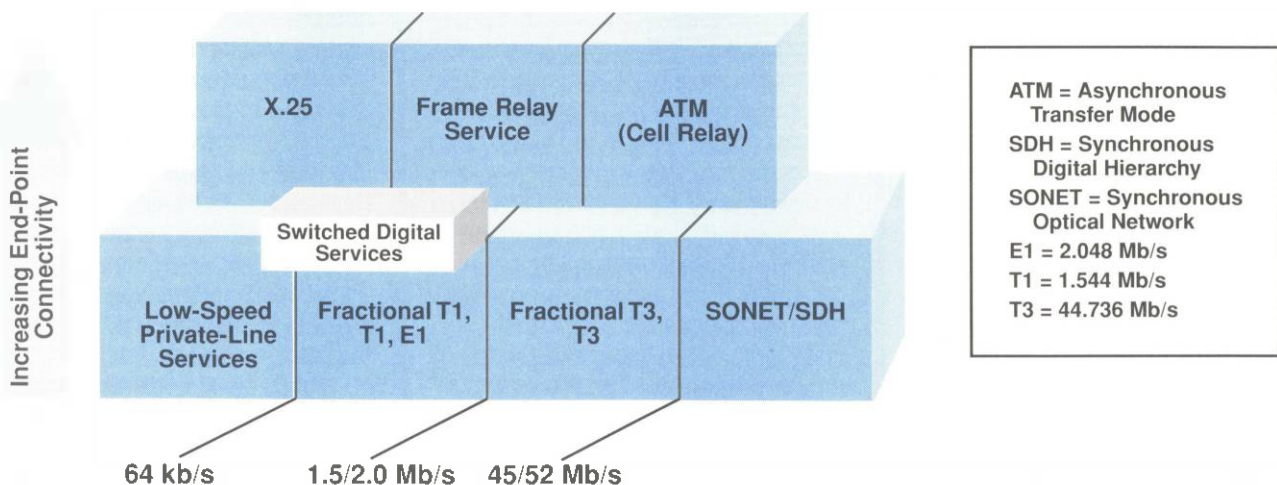 Increasing End-Point
Connectivity
X.25
Frame Relay
Service
ATM
(Cell Relay)
Switched Digital
Services
Low-Speed
Private-Line
Services
Fractional T1,
T1, E1
Fractional T3,
T3
SONET/SDH
64 kb/s
1.5/2.0 Mb/s
45/52 Mb/s
ATM = Asynchronous
Transfer Mode
SDH = Synchronous
Digital Hierarchy
SONET = Synchronous
Optical Network
E1 = 2.048 Mb/s
T1 = 1.544 Mb/s
T3 = 44.736 Mb/s